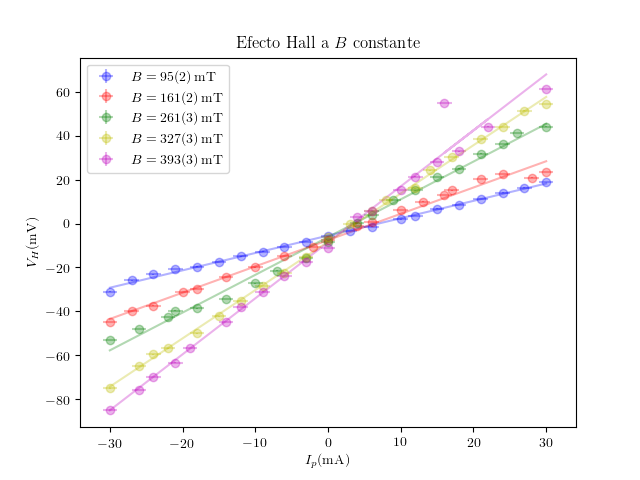 Efecto Hall a B constante
B = 95(2) mT
B = 161(2) mT
B = 261(3) mT
B = 327(3) mT
B = 393(3) mT
60
40
20
0
−20
−40
−60
−80
V_H(mV)
−30 −20 −10 0 10 20 30
I_p(mA)